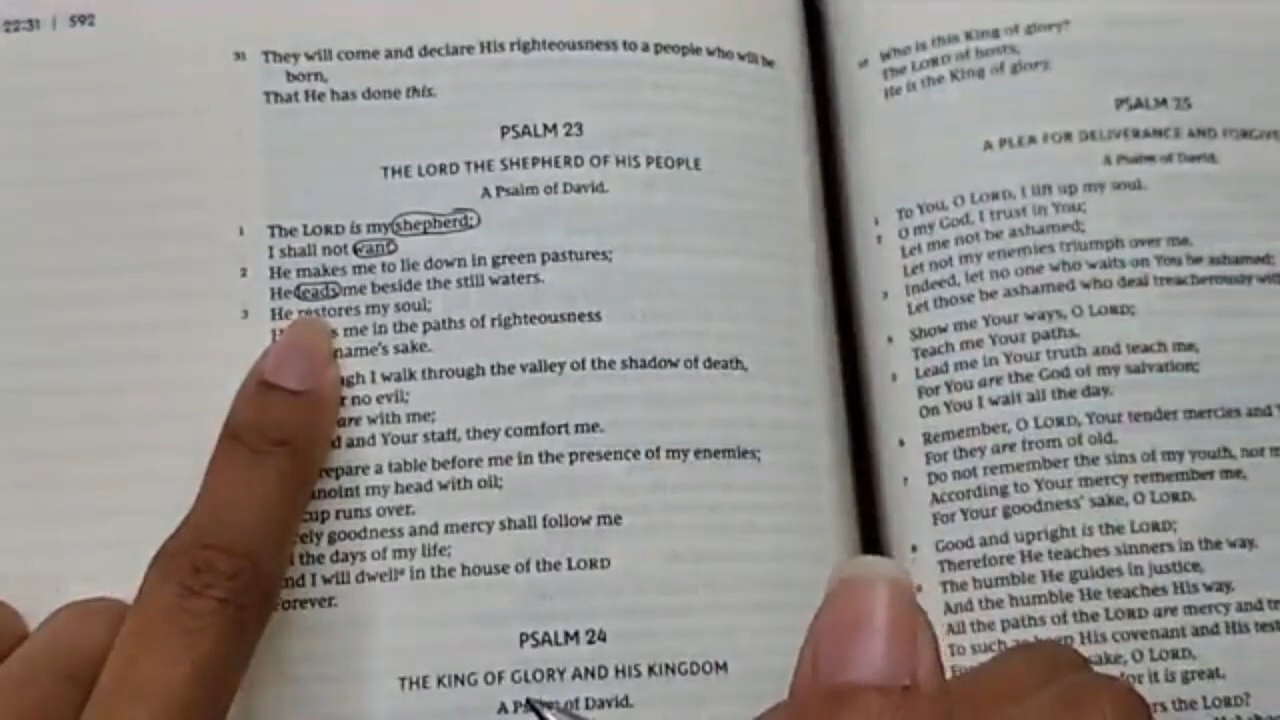 22:31 | 592
31 They will come and declare His righteousness to a people who will be
born,
That He has done this.
PSALM 23
THE LORD THE SHEPHERD OF HIS PEOPLE
A Psalm of David.
1 The LORD is my shepherd;
I shall not want
2 He makes me to lie down in green pastures;
He leads me beside the still waters.
3 He restores my soul;
me in the paths of righteousness
name's sake.
I walk through the valley of the shadow of death,
no evil;
are with me;
and Your staff, they comfort me.
a table before me in the presence of my enemies;
my head with oil;
cup runs over.
goodness and mercy shall follow me
the days of my life;
I will dwell in the house of the LORD
Forever.
PSALM 24
THE KING OF GLORY AND HIS KINGDOM
A Psalm of David.
10 Who is this King of glory?
The LORD of hosts,
He is the King of glory.
PSALM 25
A PLEA FOR DELIVERANCE AND
A Psalm of David.
1 To You, O LORD, I lift up my soul.
2 O my God, I trust in You;
Let me not be ashamed;
Let not my enemies triumph over me.
3 Indeed, let no one who waits on You be ashamed;
Let those be ashamed who deal treacherously
4 Show me Your ways, O LORD;
Teach me Your paths.
5 Lead me in Your truth and teach me,
For You are the God of my salvation;
On You I wait all the day.
6 Remember, O LORD, Your tender mercies and
For they are from of old.
7 Do not remember the sins of my youth, nor
According to Your mercy remember me,
For Your goodness' sake, O LORD.
8 Good and upright is the LORD;
Therefore He teaches sinners in the way.
9 The humble He guides in justice,
And the humble He teaches His way.
All the paths of the LORD are mercy and
To such as keep His covenant and His
sake, O LORD,
for it is great.
the LORD?